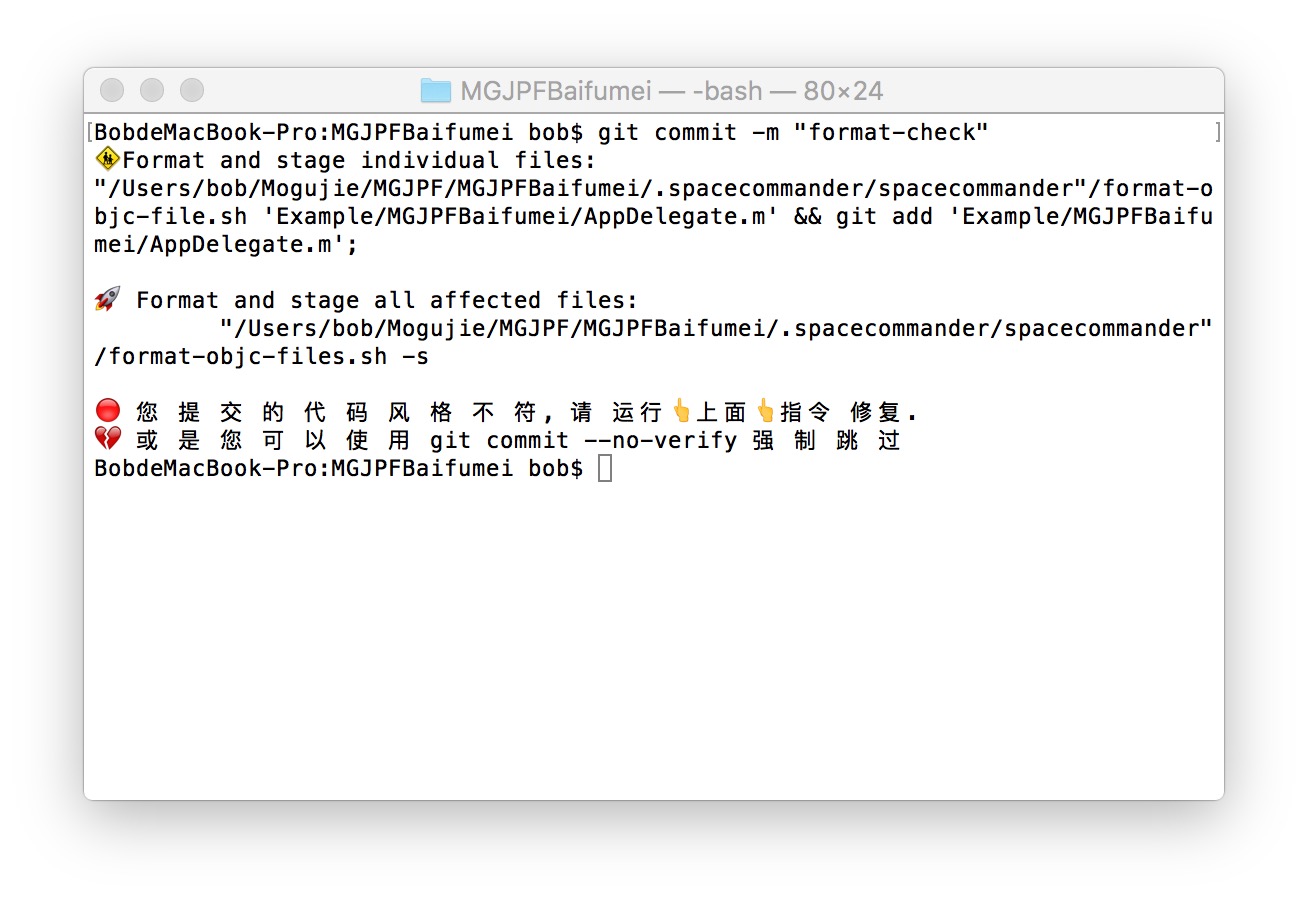 MGJPFBaifumei — -bash — 80×24
[BobdeMacBook-Pro:MGJPFBaifumei bob$ git commit -m "format-check" ]
🚸Format and stage individual files:
"/Users/bob/Mogujie/MGJPF/MGJPFBaifumei/.spacecommander/spacecommander"/format-o
bjc-file.sh 'Example/MGJPFBaifumei/AppDelegate.m' && git add 'Example/MGJPFBaifu
mei/AppDelegate.m';
🚀 Format and stage all affected files:
"/Users/bob/Mogujie/MGJPF/MGJPFBaifumei/.spacecommander/spacecommander"
/format-objc-files.sh -s
🔴 您提交的代码风格不符,请运行👆上面👆指令修复.
💔 或是您可以使用 git commit --no-verify 强制跳过
BobdeMacBook-Pro:MGJPFBaifumei bob$